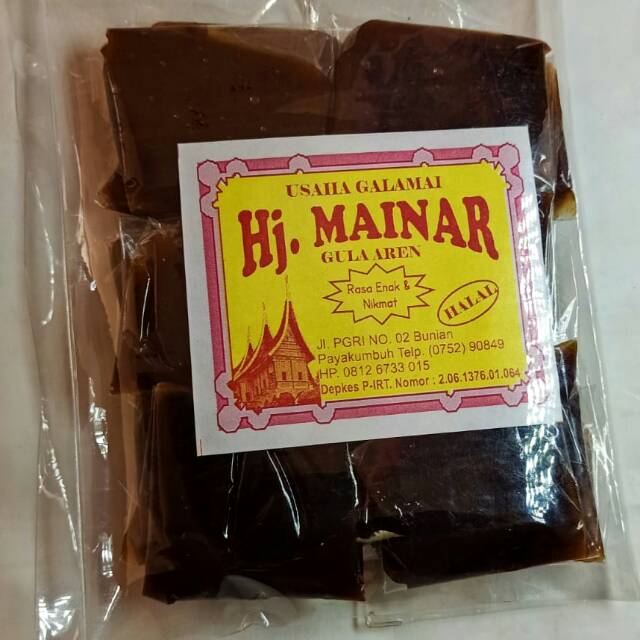 USAHA GALAMAI
Hj. MAINAR
GULA AREN
Rasa Enak &
Nikmat
HALAL
Jl. PGRI NO. 02 Bunian
Payakumbuh Telp. (0752) 90849
HP. 0812 6733 015
Depkes P-IRT. Nomor : 2.06.1376.01.064